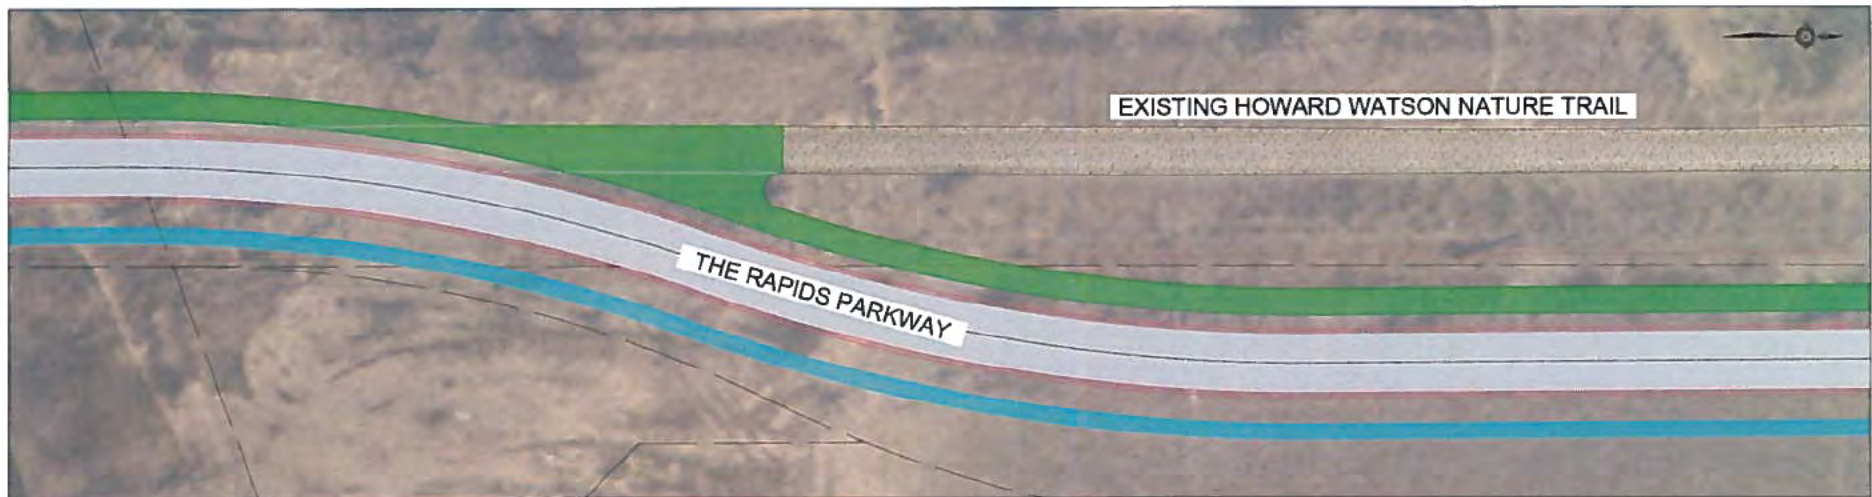 EXISTING HOWARD WATSON NATURE TRAIL
THE RAPIDS PARKWAY